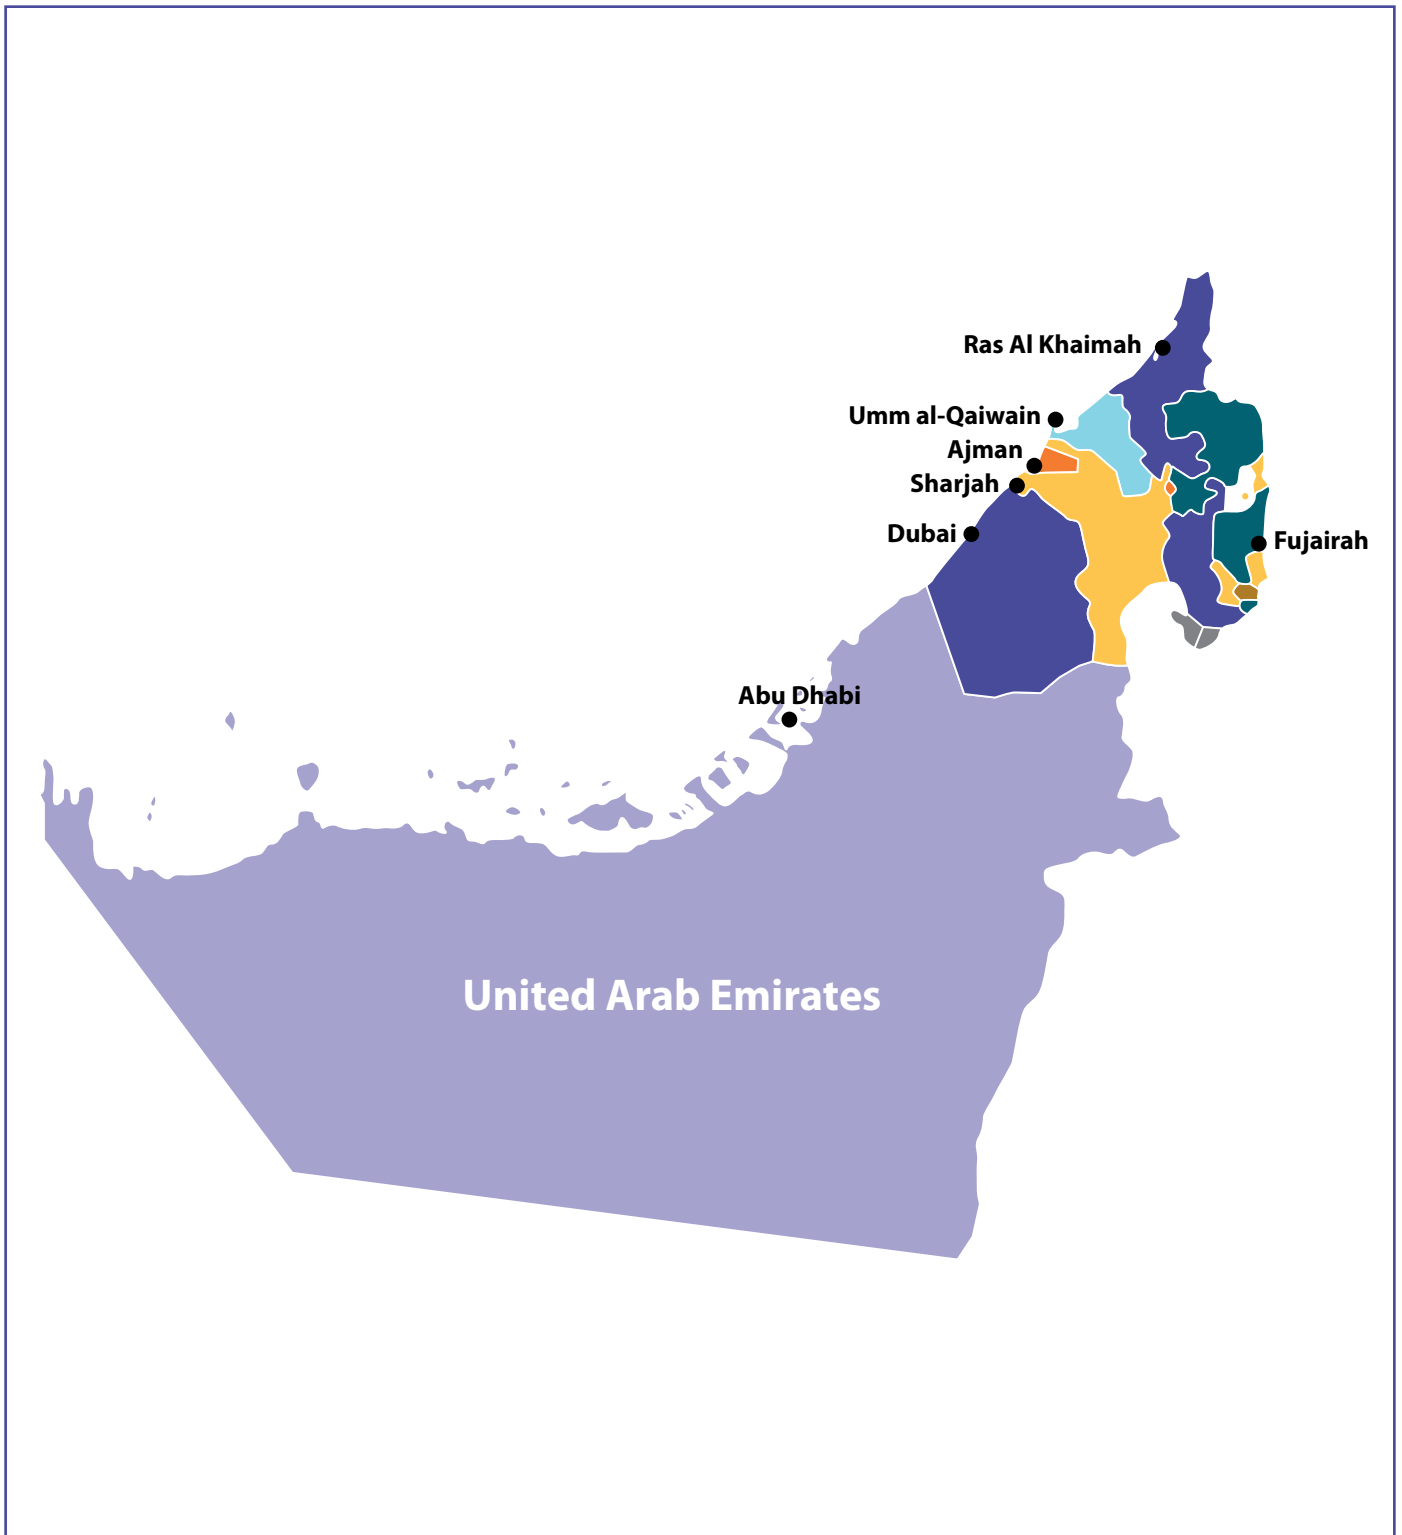 Ras Al Khaimah
Umm al-Qaiwain
Ajman
Sharjah
Dubai
Fujairah
Abu Dhabi
United Arab Emirates